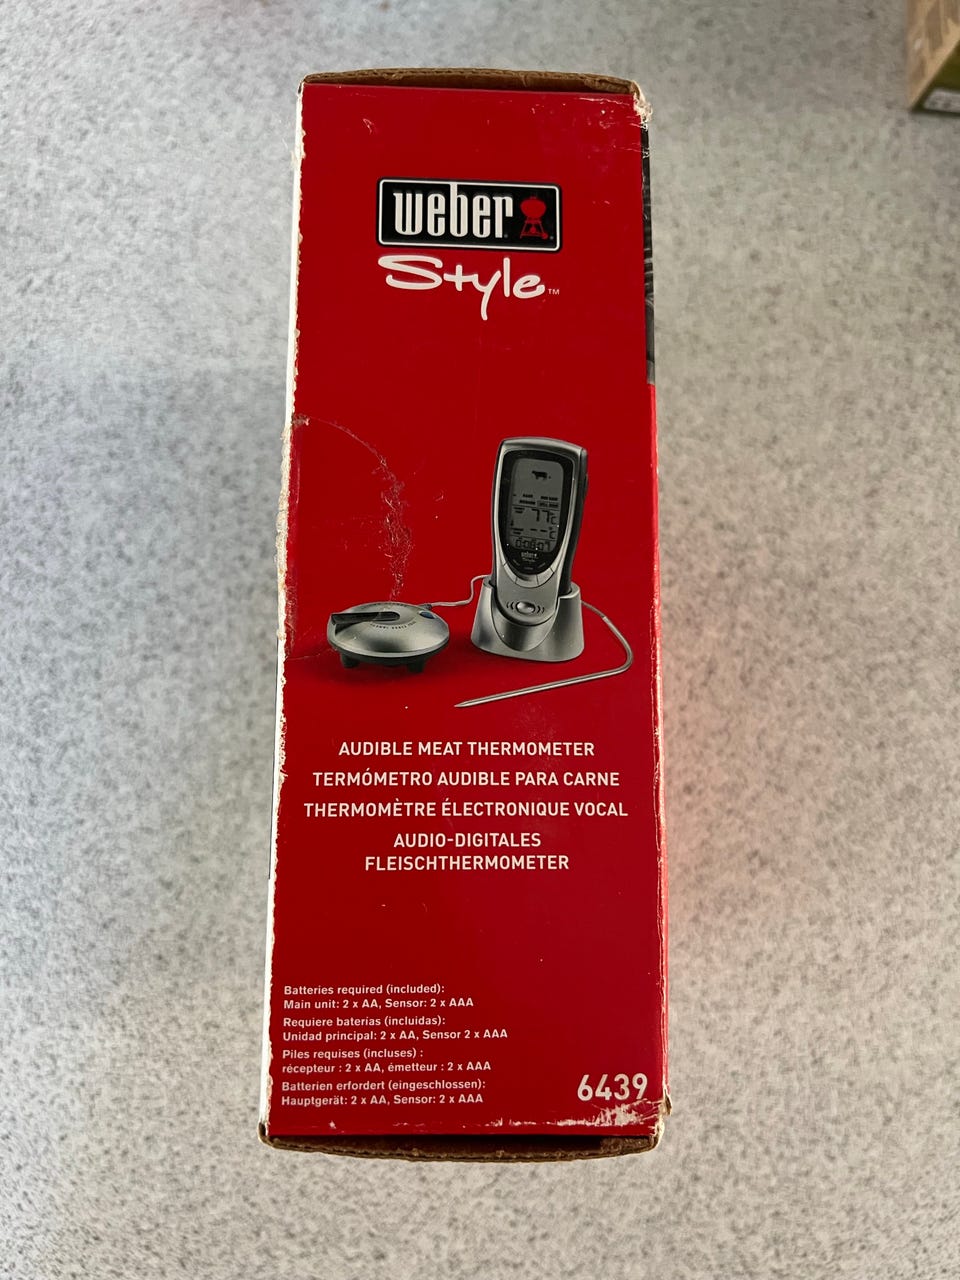 weber
Style™
77°C
AUDIBLE MEAT THERMOMETER
TERMÓMETRO AUDIBLE PARA CARNE
THERMOMÈTRE ÉLECTRONIQUE VOCAL
AUDIO-DIGITALES
FLEISCHTHERMOMETER
Batteries required (included):
Main unit: 2 x AA, Sensor: 2 x AAA
Requiere baterías (incluidas):
Unidad principal: 2 x AA, Sensor 2 x AAA
Piles requises (incluses) :
récepteur : 2 x AA, émetteur : 2 x AAA
Batterien erfordert (eingeschlossen):
Hauptgerät: 2 x AA, Sensor: 2 x AAA
6439